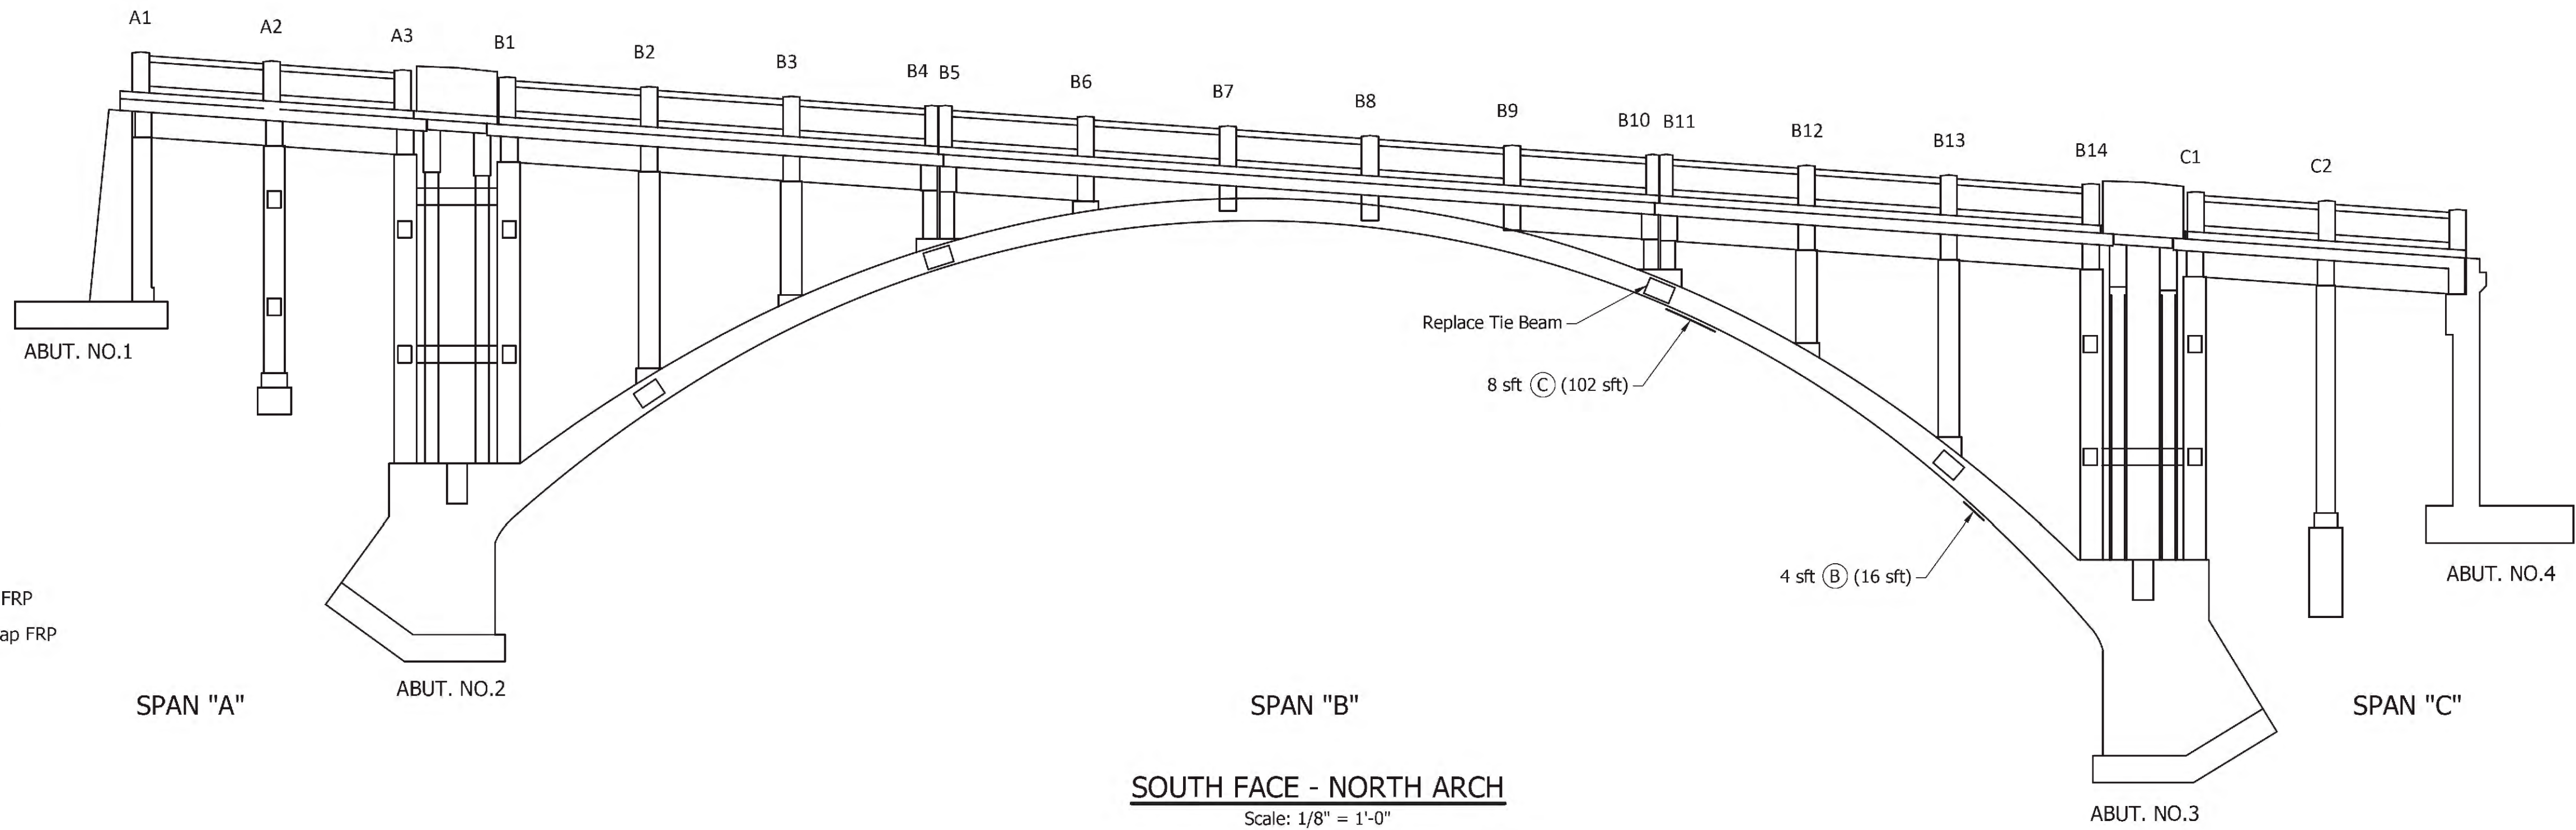 A1
A2
A3
B1
B2
B3
B4 B5
B6
B7
B8
B9
B10 B11
B12
B13
B14
C1
C2
Replace Tie Beam
8 sft C (102 sft)
4 sft B (16 sft)
ABUT. NO.1
ABUT. NO.2
ABUT. NO.3
ABUT. NO.4
FRP
ap FRP
SPAN "A"
SPAN "B"
SPAN "C"
SOUTH FACE - NORTH ARCH
Scale: 1/8" = 1'-0"